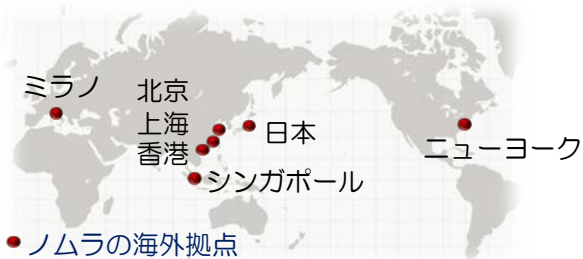 ミラノ
北京
上海
香港
日本
シンガポール
ニューヨーク
ノムラの海外拠点